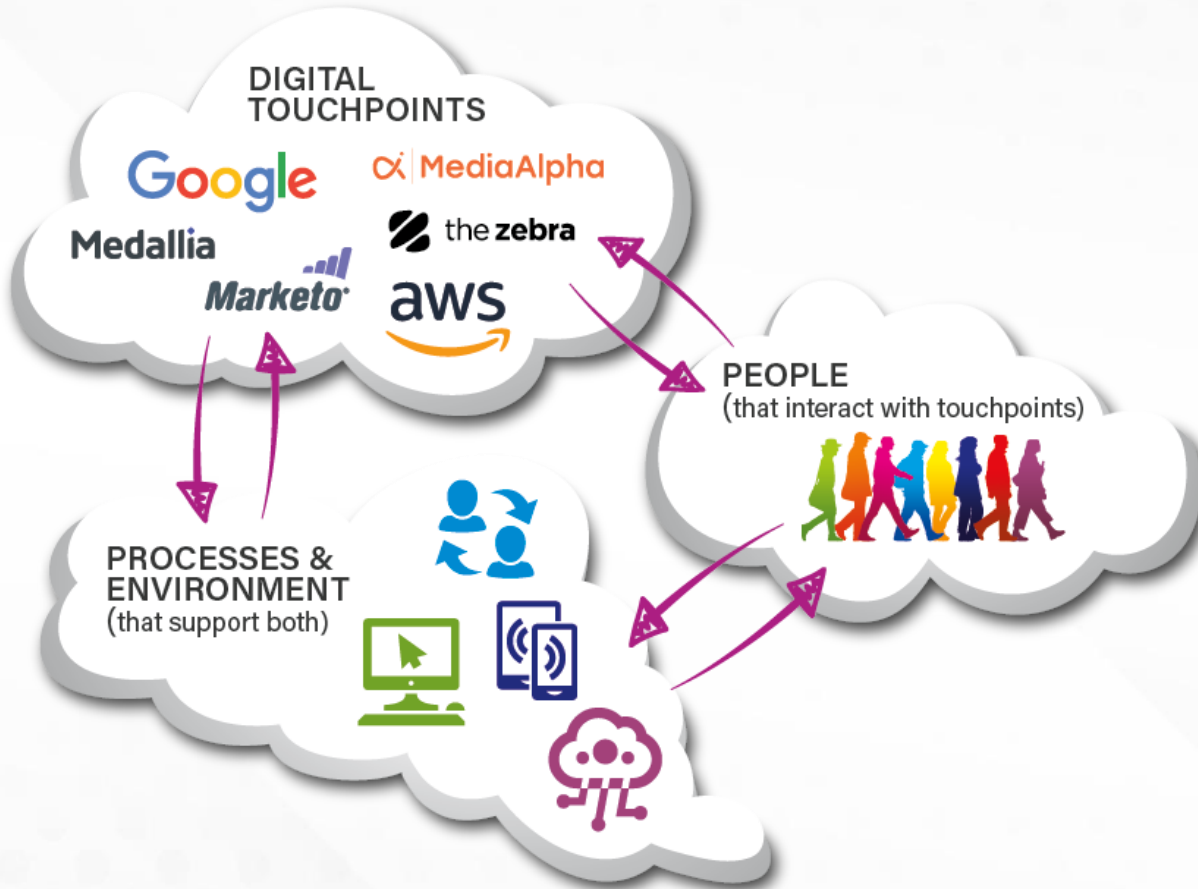 DIGITAL
TOUCHPOINTS
Google
MediaAlpha
Medallia
the zebra
Marketo
aws
PEOPLE
(that interact with touchpoints)
PROCESSES &
ENVIRONMENT
(that support both)